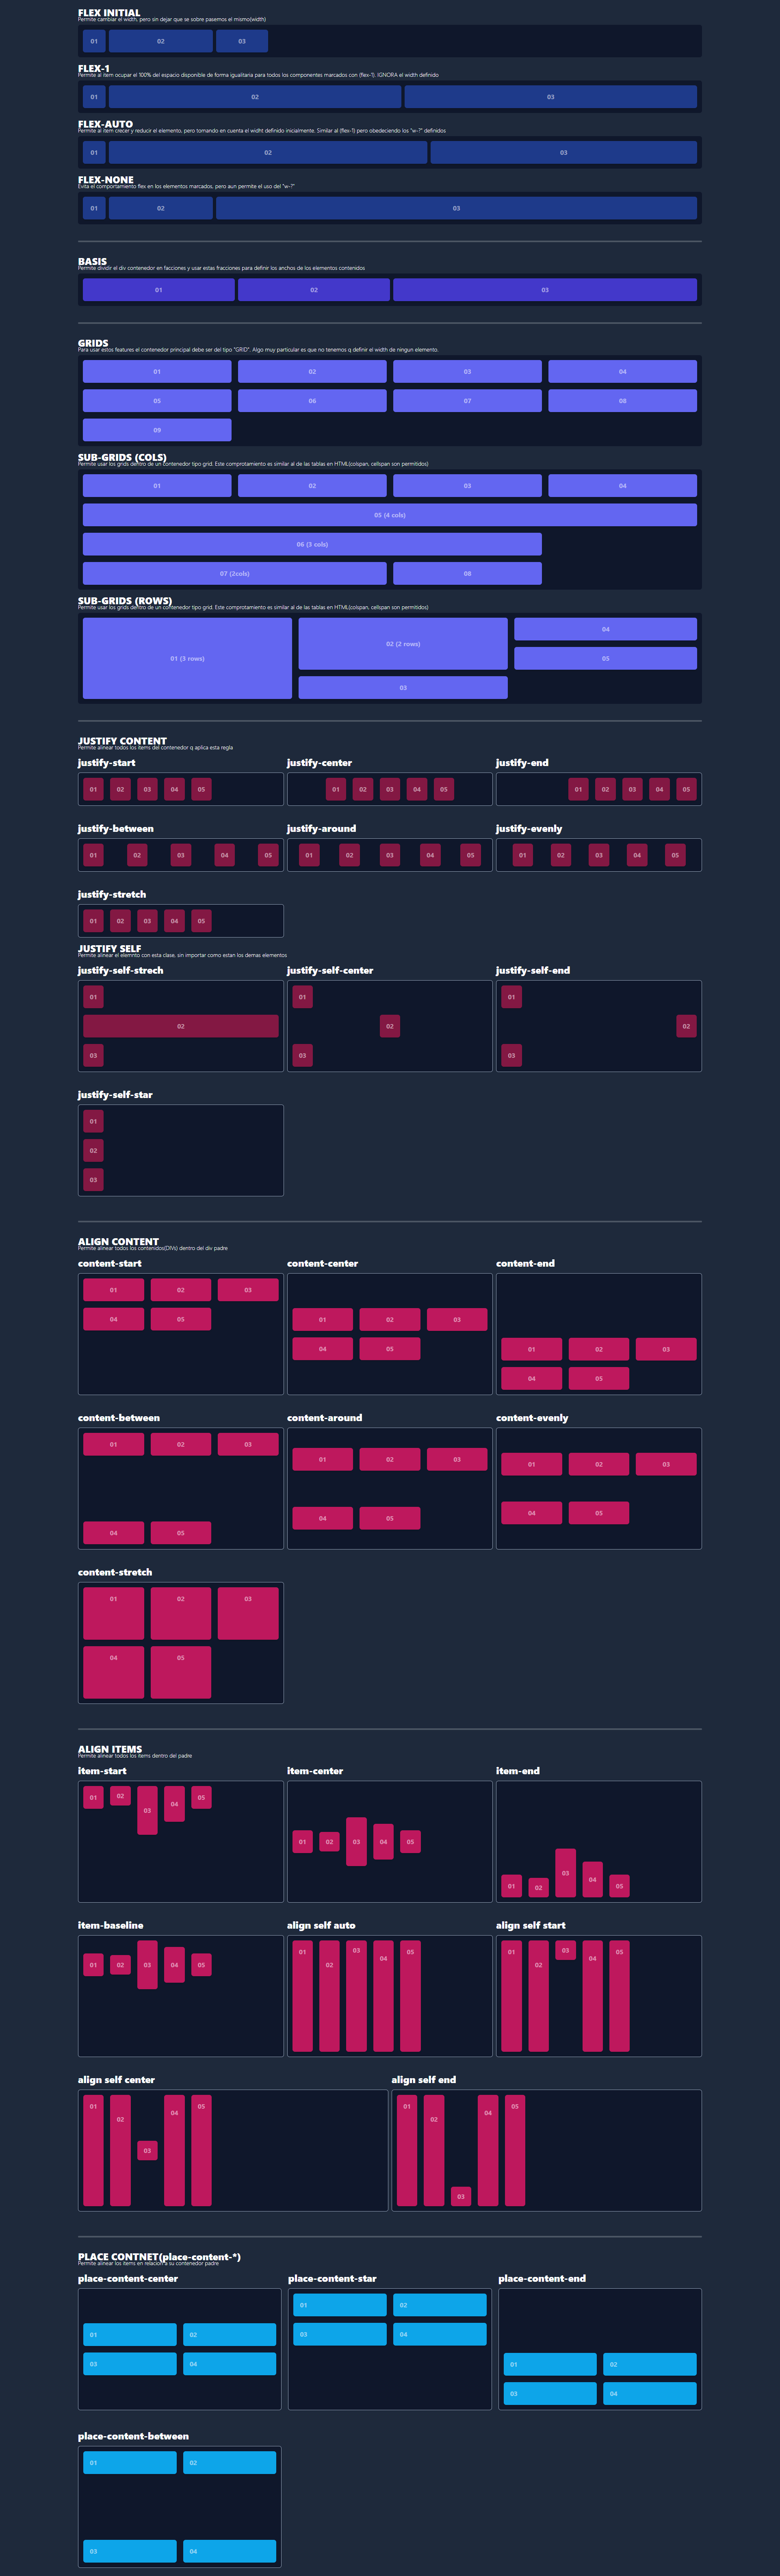 FLEX INITIAL
Permite cambiar el width, pero sin dejar que se sobre pasemos el mismo(width)
01 02 03
FLEX-1
Permite al item ocupar el 100% del espacio disponible de forma igualitaria para todos los componentes marcados con (flex-1). IGNORA el width definido
01 02 03
FLEX-AUTO
Permite al item crecer y reducir el elemento, pero tomando en cuenta el widht definido inicialmente. Similar al (flex-1) pero obedeciendo los "w-?" definidos
01 02 03
FLEX-NONE
Evita el comportamiento flex en los elementos marcados, pero aun permite el uso del "w-?"
01 02 03
BASIS
Permite dividir el div contenedor en facciones y usar estas fracciones para definir los anchos de los elementos contenidos
01 02 03
GRIDS
Para usar estos features el contenedor principal debe ser del tipo "GRID". Algo muy particular es que no tenemos q definir el width de ningun elemento.
01 02 03 04
05 06 07 08
09
SUB-GRIDS (COLS)
Permite usar los grids dentro de un contenedor tipo grid. Este comprotamiento es similar al de las tablas en HTML(colspan, cellspan son permitidos)
01 02 03 04
05 (4 cols)
06 (3 cols)
07 (2cols) 08
SUB-GRIDS (ROWS)
Permite usar los grids dentro de un contenedor tipo grid. Este comprotamiento es similar al de las tablas en HTML(colspan, cellspan son permitidos)
01 (3 rows) 02 (2 rows) 04
05
03
JUSTIFY CONTENT
Permite alinear todos los items del contenedor q aplica esta regla
justify-start justify-center justify-end
01 02 03 04 05 01 02 03 04 05 01 02 03 04 05
justify-between justify-around justify-evenly
01 02 03 04 05 01 02 03 04 05 01 02 03 04 05
justify-stretch
01 02 03 04 05
JUSTIFY SELF
Permite alinear el elemnto con esta clase, sin importar como estan los demas elementos
justify-self-strech justify-self-center justify-self-end
01 01 01
02 02 02
03 03 03
justify-self-star
01
02
03
ALIGN CONTENT
Permite alinear todos los contenidos(DIVs) dentro del div padre
content-start content-center content-end
01 02 03 01 02 03 01 02 03
04 05 04 05 04 05
content-between content-around content-evenly
01 02 03 01 02 03 01 02 03
04 05 04 05 04 05
content-stretch
01 02 03
04 05
ALIGN ITEMS
Permite alinear todos los items dentro del padre
item-start item-center item-end
01 02 03 04 05 01 02 03 04 05 01 02 03 04 05
item-baseline align self auto align self start
01 02 03 04 05 01 02 03 04 05 01 02 03 04 05
align self center align self end
01 02 03 04 05 01 02 03 04 05
PLACE CONTNET(place-content-*)
Permite alinear los items en relacion a su contenedor padre
place-content-center place-content-star place-content-end
01 02 01 02 01 02
03 04 03 04 03 04
place-content-between
01 02
03 04